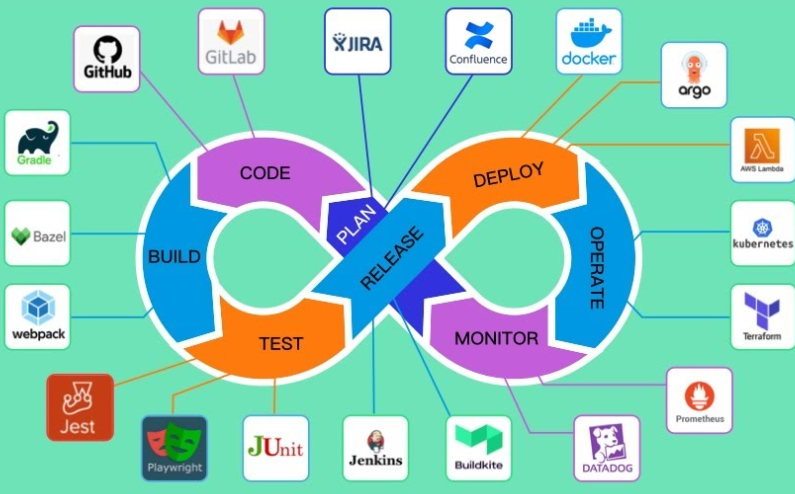 GitHub
GitLab
JIRA
Confluence
docker
argo
Gradle
AWS Lambda
CODE
DEPLOY
PLAN
Bazel
BUILD
RELEASE
OPERATE
kubernetes
webpack
TEST
MONITOR
Terraform
Jest
Playwright
JUnit
Jenkins
Buildkite
DATADOG
Prometheus